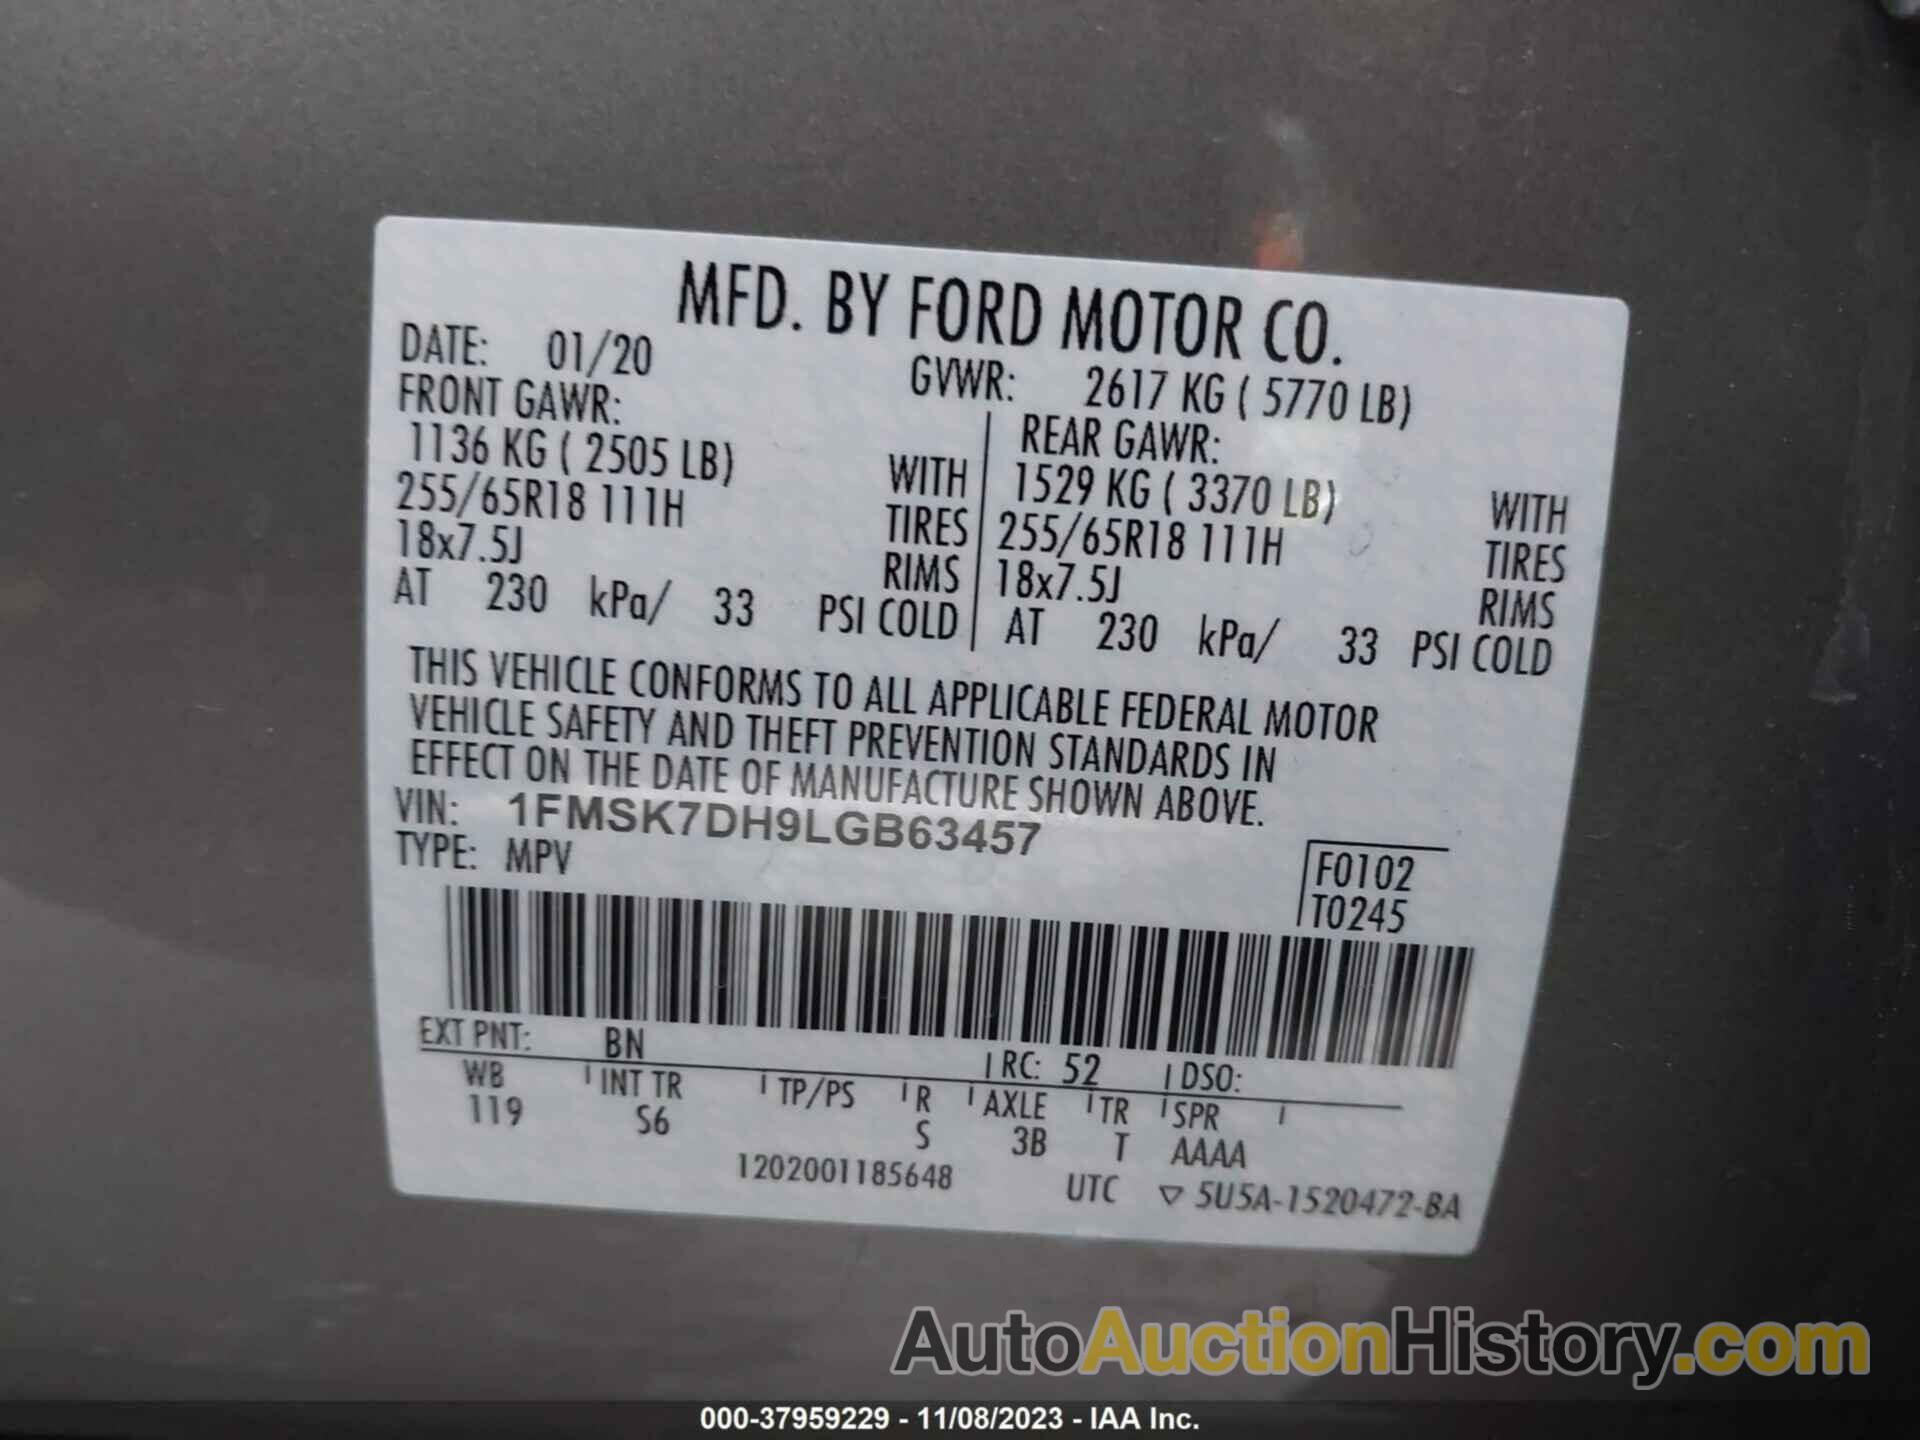 MFD. BY FORD MOTOR CO.
DATE: 01/20 GVWR: 2617 KG ( 5770 LB)
FRONT GAWR: REAR GAWR:
1136 KG ( 2505 LB) WITH 1529 KG ( 3370 LB) WITH
255/65R18 111H TIRES 255/65R18 111H TIRES
18x7.5J RIMS 18x7.5J RIMS
AT 230 kPa/ 33 PSI COLD AT 230 kPa/ 33 PSI COLD
THIS VEHICLE CONFORMS TO ALL APPLICABLE FEDERAL MOTOR
VEHICLE SAFETY AND THEFT PREVENTION STANDARDS IN
EFFECT ON THE DATE OF MANUFACTURE SHOWN ABOVE.
VIN: 1FMSK7DH9LGB63457
TYPE: MPV
F0102
T0245
EXT PNT: BN RC: 52 DSO:
WB INT TR TP/PS R AXLE TR SPR
119 S6 S 3B T AAAA
1202001185648 UTC ▽ 5U5A-1520472-BA
AutoAuctionHistory.com
000-37959229 - 11/08/2023 - IAA Inc.